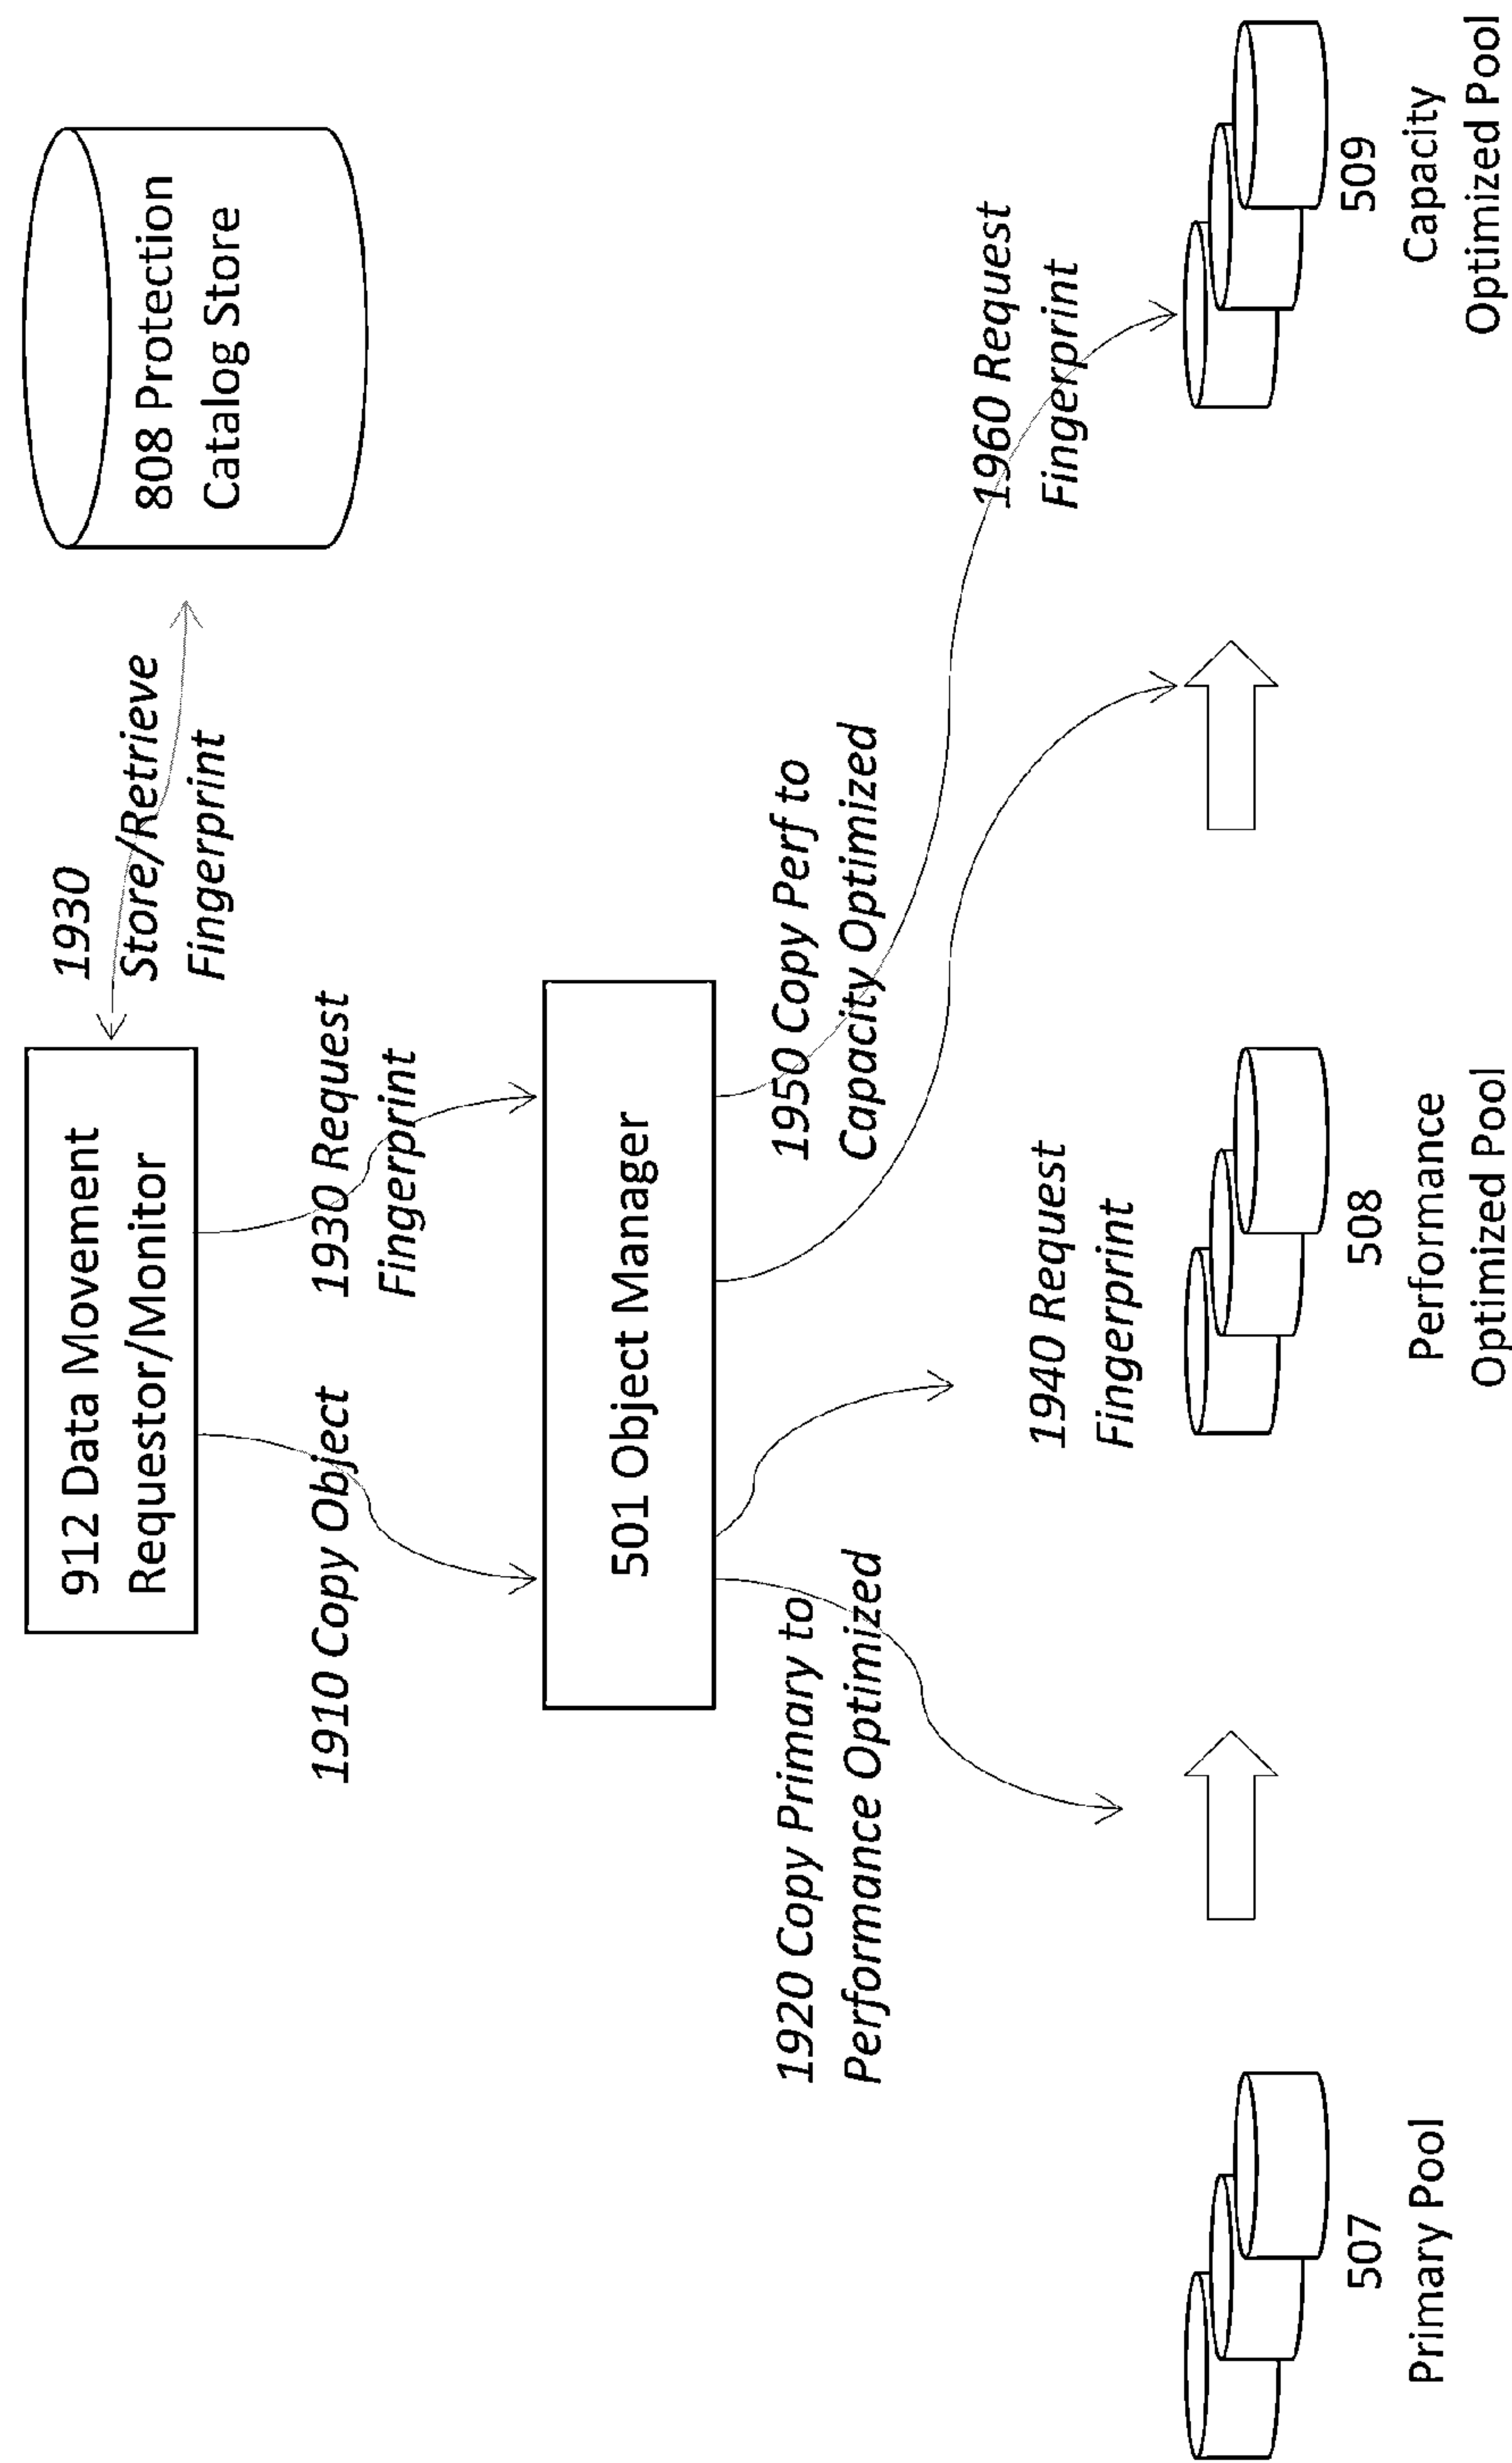 912 Data Movement
Requestor/Monitor
1930
Store/Retrieve
Fingerprint
808 Protection
Catalog Store
1910 Copy Object
1930 Request
Fingerprint
501 Object Manager
1920 Copy Primary to
Performance Optimized
1950 Copy Perf to
Capacity Optimized
1940 Request
Fingerprint
1960 Request
Fingerprint
507
Primary Pool
508
Performance
Optimized Pool
509
Capacity
Optimized Pool